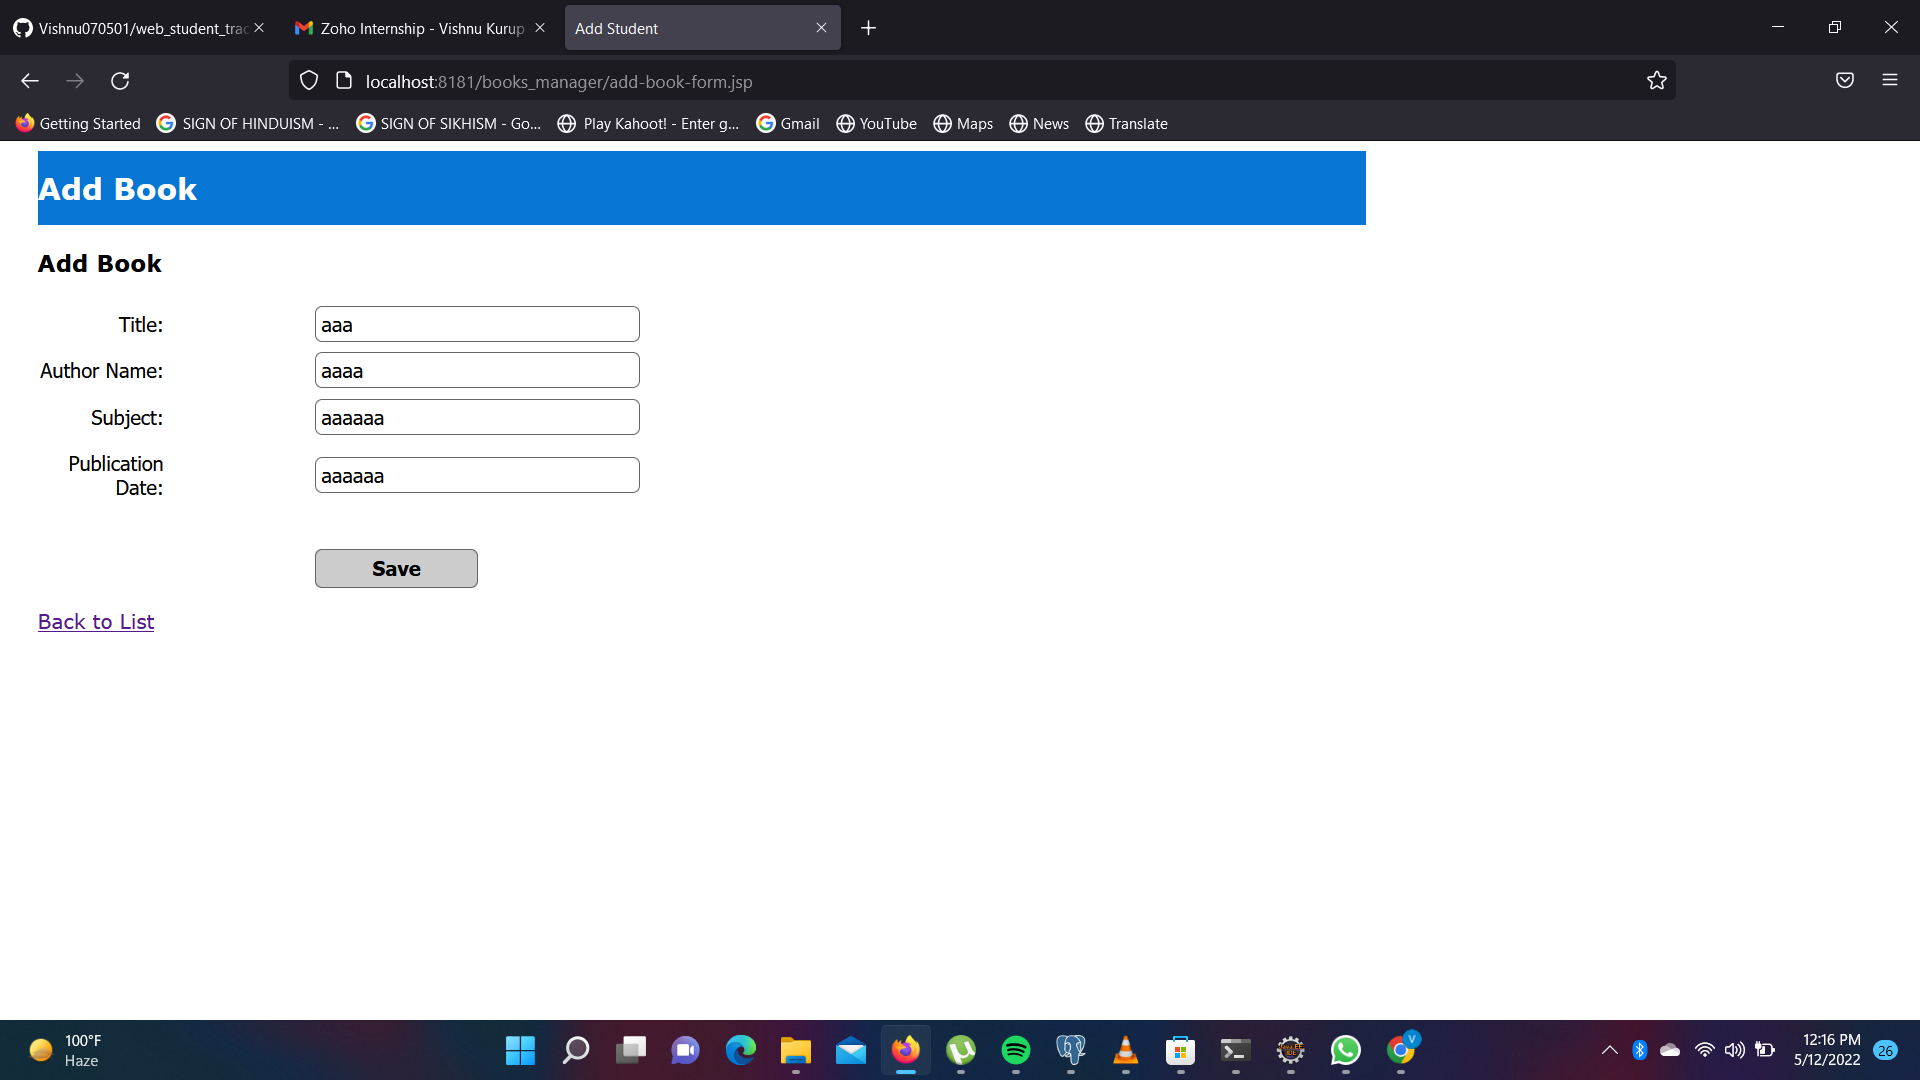 Vishnu070501/web_student_trac
Zoho Internship - Vishnu Kurup
Add Student
localhost:8181/books_manager/add-book-form.jsp
Getting Started
SIGN OF HINDUISM - ...
SIGN OF SIKHISM - Go...
Play Kahoot! - Enter g...
Gmail
YouTube
Maps
News
Translate
Add Book
Add Book
Title:
aaa
Author Name:
aaaa
Subject:
aaaaaa
Publication
Date:
aaaaaa
Save
Back to List
100°F
Haze
V
12:16 PM
5/12/2022
26